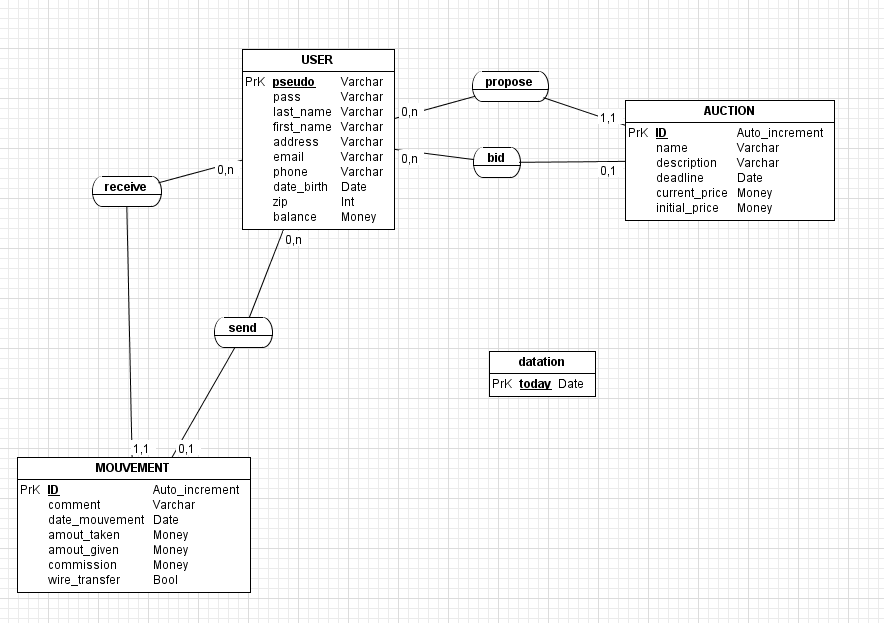 USER
PrK pseudo Varchar
pass Varchar
last_name Varchar
first_name Varchar
address Varchar
email Varchar
phone Varchar
date_birth Date
zip Int
balance Money
propose
0,n
1,1
AUCTION
PrK ID Auto_increment
name Varchar
description Varchar
deadline Date
current_price Money
initial_price Money
0,n
bid
0,1
receive
0,n
0,n
send
datation
PrK today Date
1,1
0,1
MOUVEMENT
PrK ID Auto_increment
comment Varchar
date_mouvement Date
amout_taken Money
amout_given Money
commission Money
wire_transfer Bool